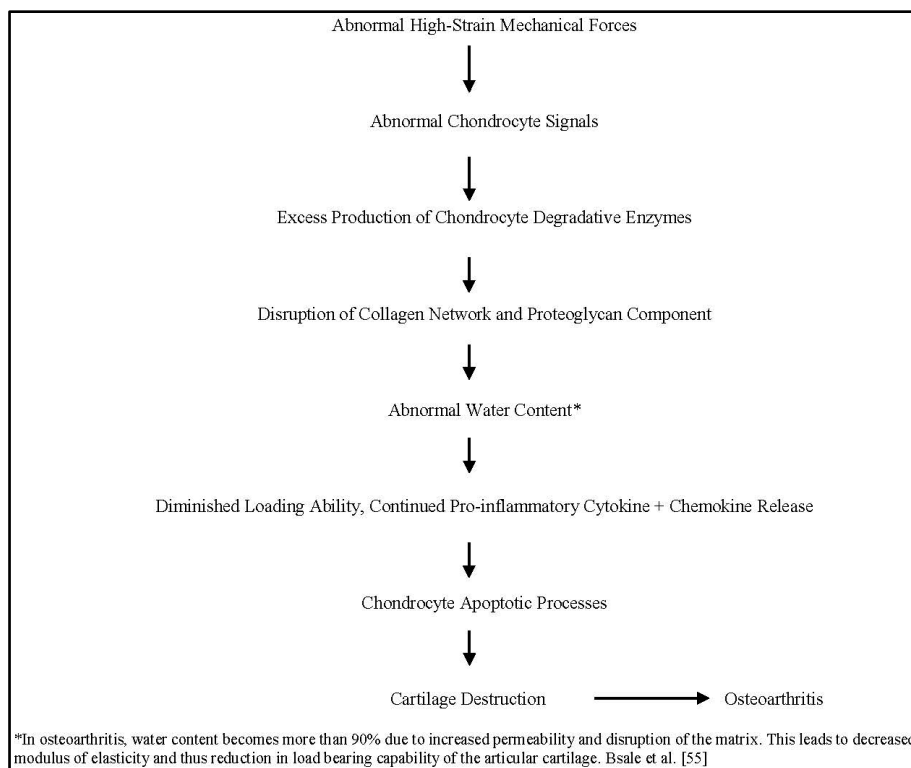 Abnormal High-Strain Mechanical Forces
Abnormal Chondrocyte Signals
Excess Production of Chondrocyte Degradative Enzymes
Disruption of Collagen Network and Proteoglycan Component
Abnormal Water Content*
Diminished Loading Ability, Continued Pro-inflammatory Cytokine + Chemokine Release
Chondrocyte Apoptotic Processes
Cartilage Destruction Osteoarthritis
*In osteoarthritis, water content becomes more than 90% due to increased permeability and disruption of the matrix. This leads to decreased
modulus of elasticity and thus reduction in load bearing capability of the articular cartilage. Bsale et al. [55]